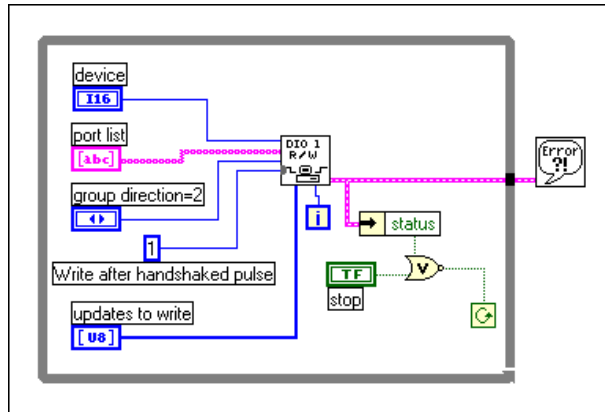 device
I16
port list
[abc]
DIO 1
R/W
Error
?!
group direction=2
i
status
1
Write after handshaked pulse
TF
V
stop
updates to write
[U8]